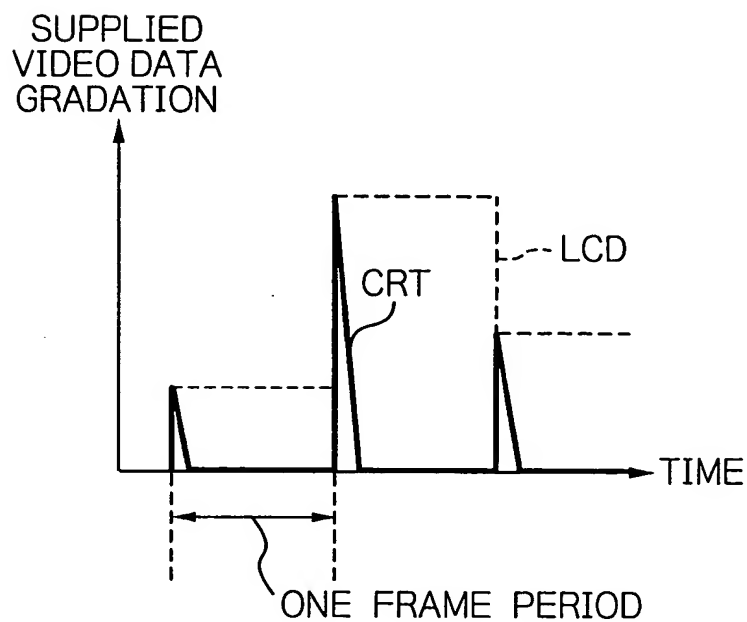 SUPPLIED
VIDEO DATA
GRADATION
LCD
CRT
TIME
ONE FRAME PERIOD